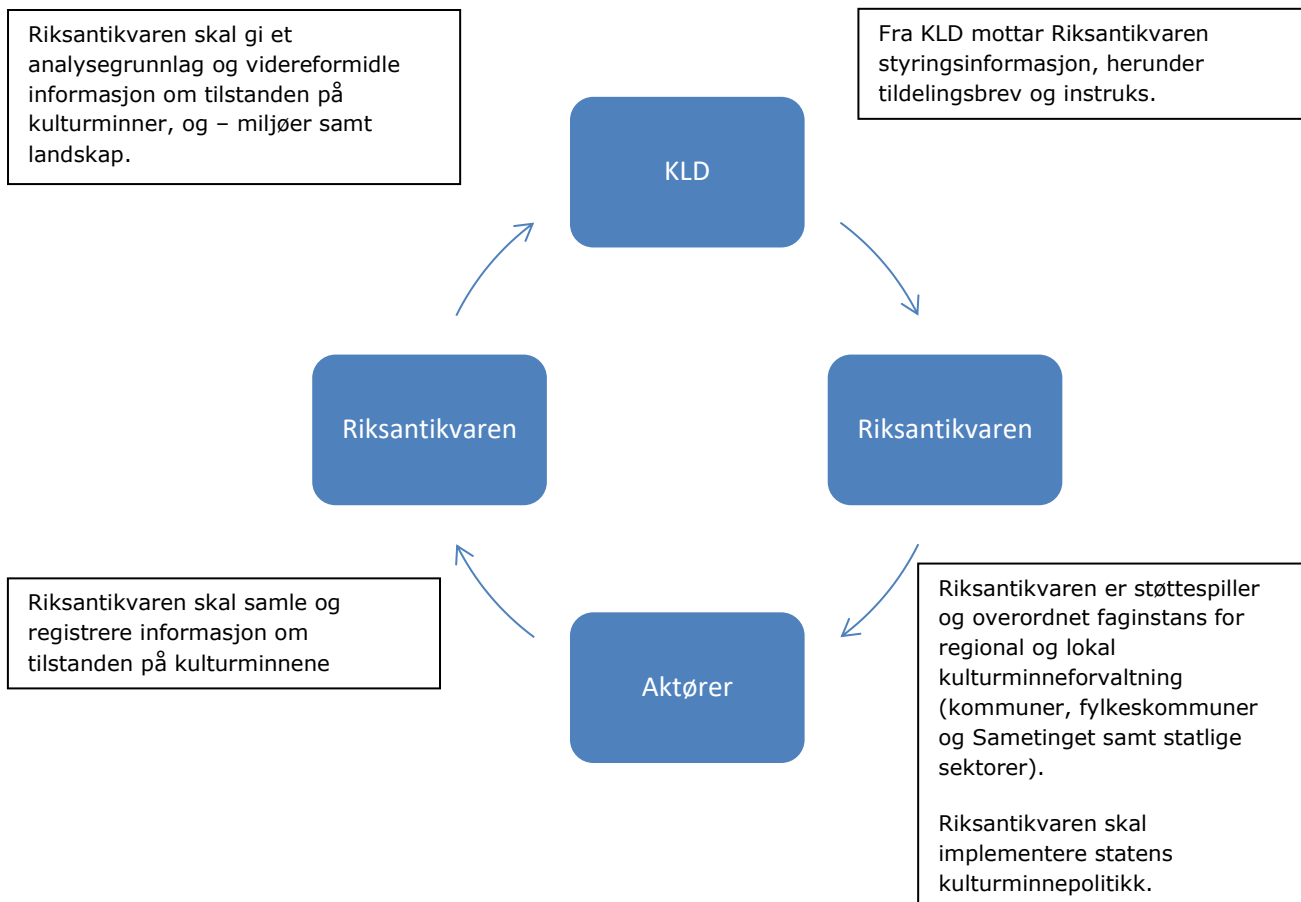 Riksantikvaren skal gi et
analysegrunnlag og videreformidle
informasjon om tilstanden på
kulturminner, og – miljøer samt
landskap.
Fra KLD mottar Riksantikvaren
styringsinformasjon, herunder
tildelingsbrev og instruks.
KLD
Riksantikvaren
Riksantikvaren
Riksantikvaren skal samle og
registrere informasjon om
tilstanden på kulturminnene
Aktører
Riksantikvaren er støttespiller
og overordnet faginstans for
regional og lokal
kulturminneforvaltning
(kommuner, fylkeskommuner
og Sametinget samt statlige
sektorer).
Riksantikvaren skal
implementere statens
kulturminnepolitikk.